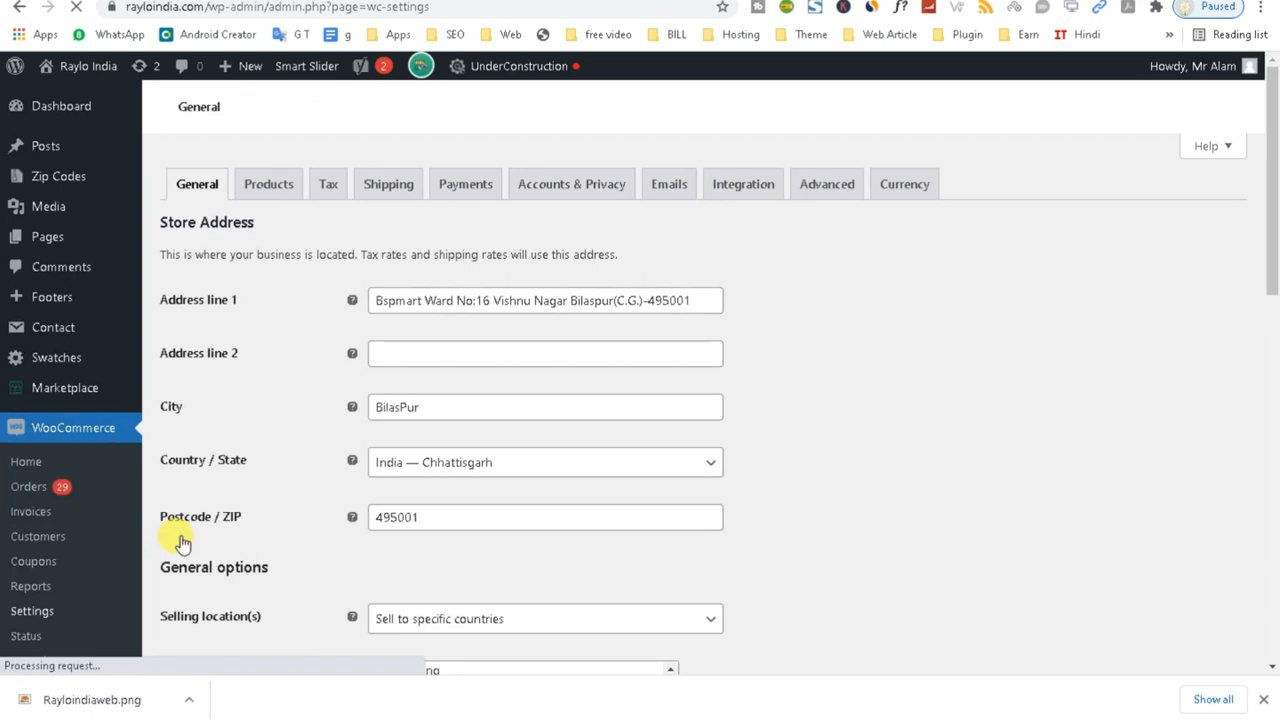 rayloindia.com/wp-admin/admin.php?page=wc-settings
Paused
Apps WhatsApp Android Creator G T g Apps SEO Web free video BILL Hosting Theme Web Article Plugin Earn IT Hindi » Reading list
Raylo India 2 0 + New Smart Slider 2 UnderConstruction Howdy, Mr Alam
Dashboard
Posts
Zip Codes
Media
Pages
Comments
Footers
Contact
Swatches
Marketplace
WooCommerce
Home
Orders 29
Invoices
Customers
Coupons
Reports
Settings
Status
General
Help
General Products Tax Shipping Payments Accounts & Privacy Emails Integration Advanced Currency
Store Address
This is where your business is located. Tax rates and shipping rates will use this address.
Address line 1 ? Bspmart Ward No:16 Vishnu Nagar Bilaspur(C.G.)-495001
Address line 2 ?
City ? BilasPur
Country / State ? India — Chhattisgarh
Postcode / ZIP ? 495001
General options
Selling location(s) ? Sell to specific countries
Processing request...
Rayloindiaweb.png
Show all